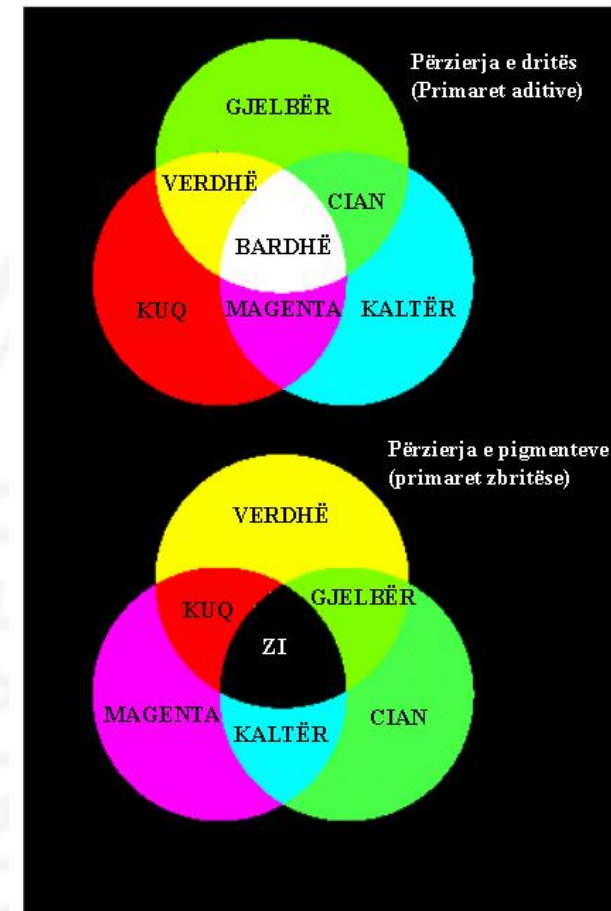 Përzierja e dritës
(Primaret aditive)
GJELBËR
VERDHË
CIAN
BARDHË
KUQ
MAGENTA
KALTËR
Përzierja e pigmenteve
(primaret zbritëse)
VERDHË
KUQ
GJELBËR
ZI
MAGENTA
CIAN
KALTËR